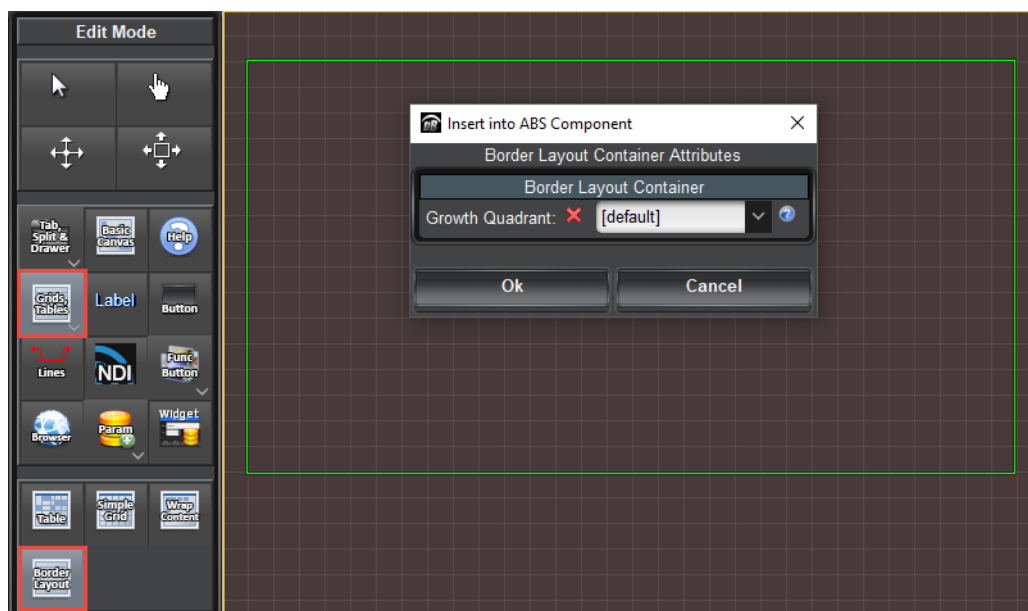 Edit Mode
Tab,
Split &
Drawer
Basic
Canvas
Help
Grids,
Tables
Label
Button
Lines
NDI
Func
Button
Browser
Param
Widget
Table
Simple
Grid
Wrap
Content
Border
Layout
DB
Insert into ABS Component
Border Layout Container Attributes
Border Layout Container
Growth Quadrant:
[default]
?
Ok
Cancel